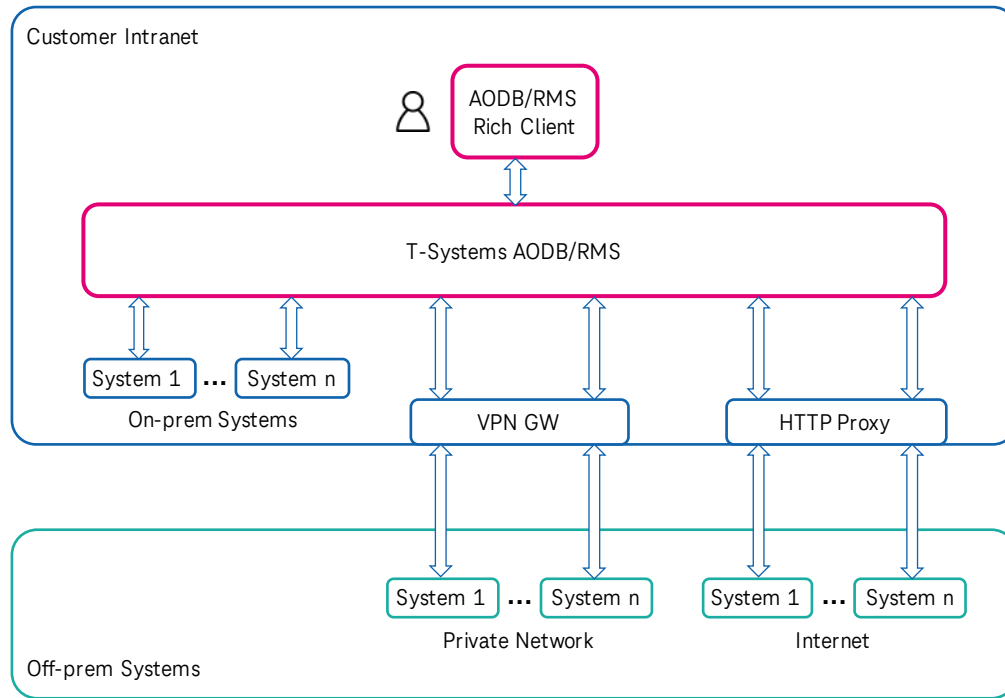 Customer Intranet
AODB/RMS
Rich Client
T-Systems AODB/RMS
System 1 ... System n
On-prem Systems
VPN GW
HTTP Proxy
System 1 ... System n
System 1 ... System n
Private Network
Internet
Off-prem Systems